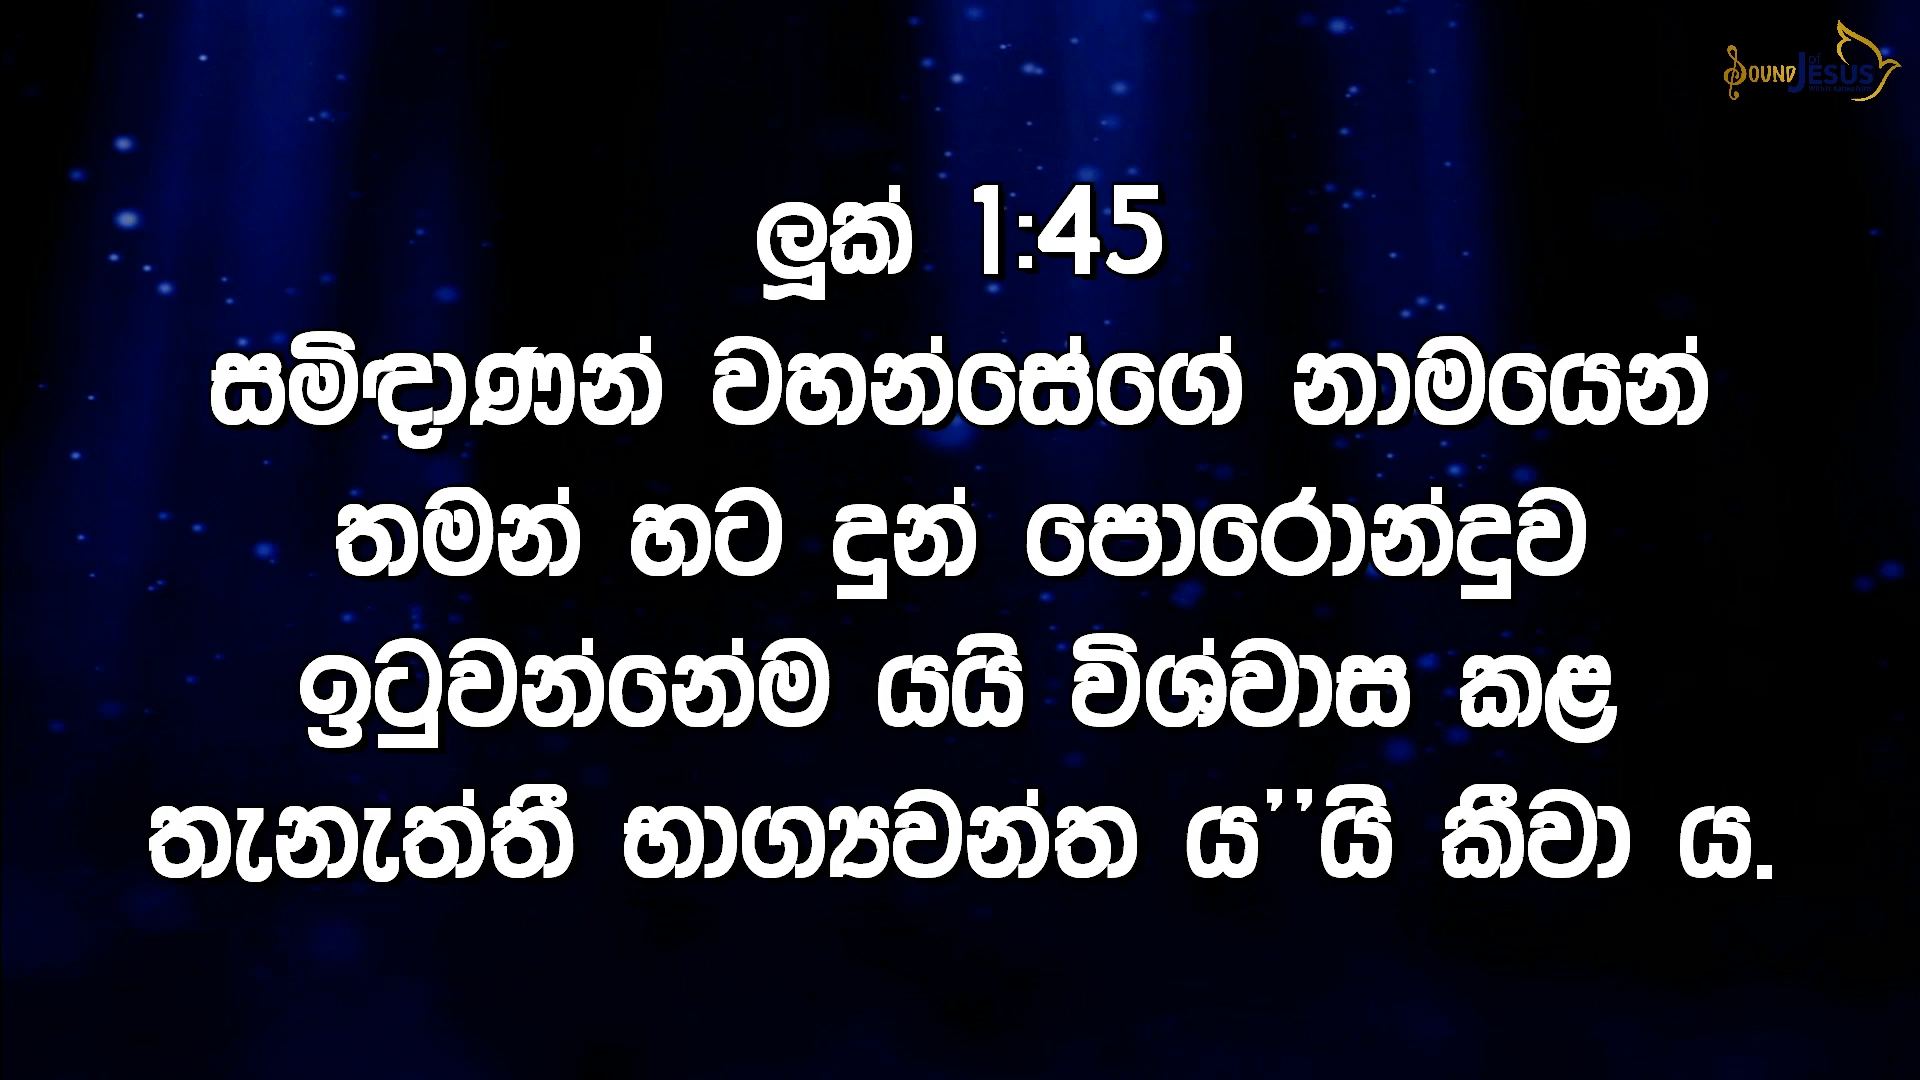 SOUND of JESUS
ලූක් 1:45
සමිඳාණන් වහන්සේගේ නාමයෙන්
තමන් හට දුන් පොරොන්දුව
ඉටුවන්නේම යයි විශ්වාස කළ
තැනැත්තී භාග්‍යවන්ත ය’’යි කීවා ය.